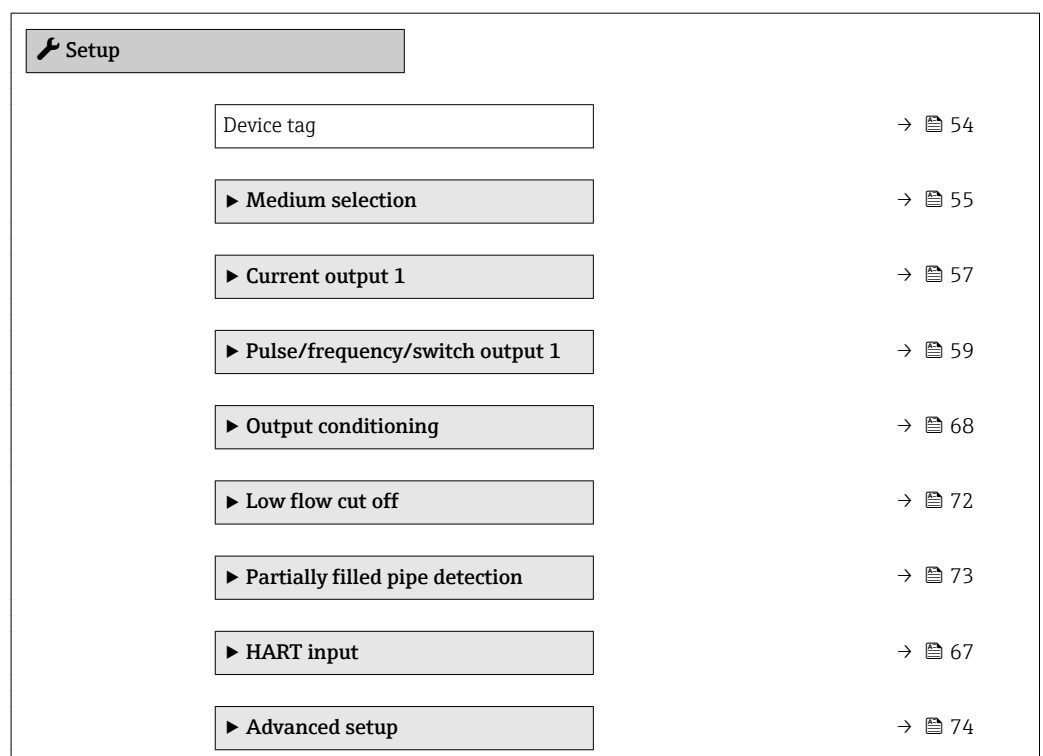 Setup
Device tag → 54
▶ Medium selection → 55
▶ Current output 1 → 57
▶ Pulse/frequency/switch output 1 → 59
▶ Output conditioning → 68
▶ Low flow cut off → 72
▶ Partially filled pipe detection → 73
▶ HART input → 67
▶ Advanced setup → 74